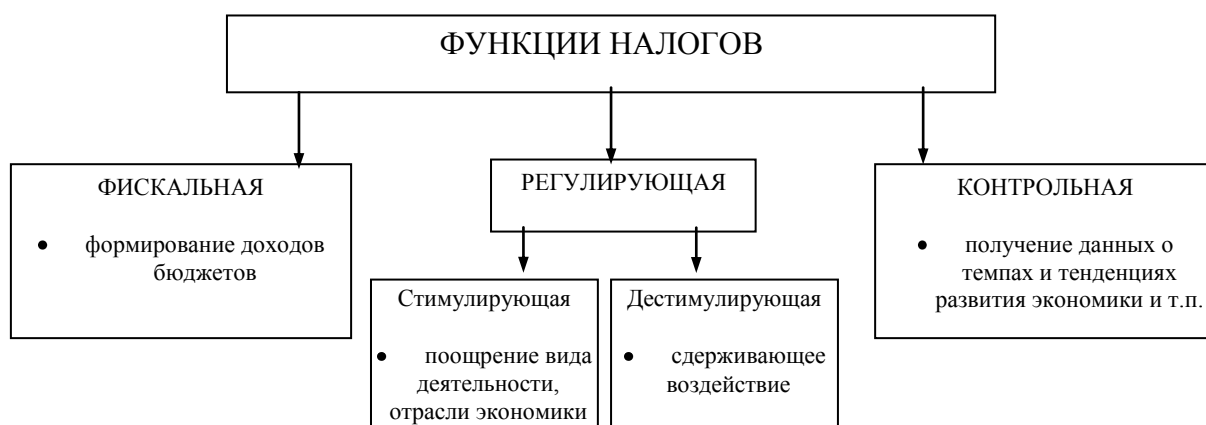 ФУНКЦИИ НАЛОГОВ
ФИСКАЛЬНАЯ
• формирование доходов
бюджетов
РЕГУЛИРУЮЩАЯ
Стимулирующая
• поощрение вида
деятельности,
отрасли экономики
Дестимулирующая
• сдерживающее
воздействие
КОНТРОЛЬНАЯ
• получение данных о
темпах и тенденциях
развития экономики и т.п.